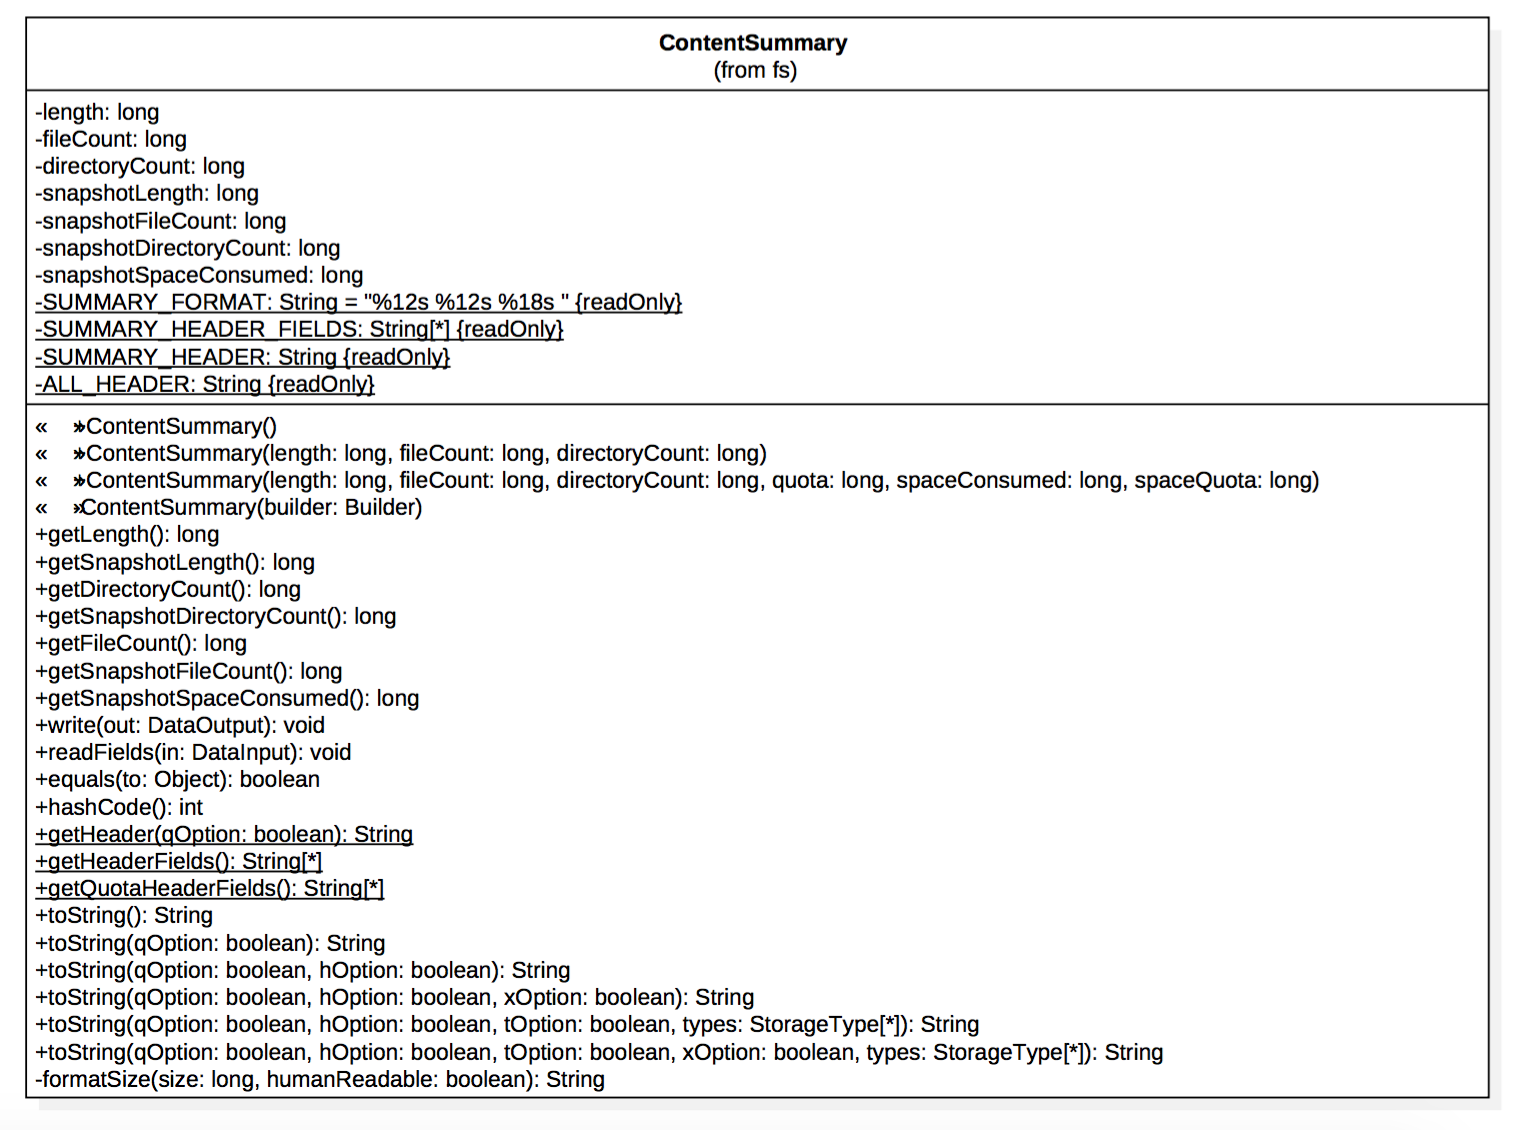 ContentSummary
(from fs)
-length: long
-fileCount: long
-directoryCount: long
-snapshotLength: long
-snapshotFileCount: long
-snapshotDirectoryCount: long
-snapshotSpaceConsumed: long
-SUMMARY_FORMAT: String = "%12s %12s %18s " {readOnly}
-SUMMARY_HEADER_FIELDS: String[*] {readOnly}
-SUMMARY_HEADER: String {readOnly}
-ALL_HEADER: String {readOnly}
« »+ContentSummary()
« »+ContentSummary(length: long, fileCount: long, directoryCount: long)
« »+ContentSummary(length: long, fileCount: long, directoryCount: long, quota: long, spaceConsumed: long, spaceQuota: long)
« »-ContentSummary(builder: Builder)
+getLength(): long
+getSnapshotLength(): long
+getDirectoryCount(): long
+getSnapshotDirectoryCount(): long
+getFileCount(): long
+getSnapshotFileCount(): long
+getSnapshotSpaceConsumed(): long
+write(out: DataOutput): void
+readFields(in: DataInput): void
+equals(to: Object): boolean
+hashCode(): int
+getHeader(qOption: boolean): String
+getHeaderFields(): String[*]
+getQuotaHeaderFields(): String[*]
+toString(): String
+toString(qOption: boolean): String
+toString(qOption: boolean, hOption: boolean): String
+toString(qOption: boolean, hOption: boolean, xOption: boolean): String
+toString(qOption: boolean, hOption: boolean, tOption: boolean, types: StorageType[*]): String
+toString(qOption: boolean, hOption: boolean, tOption: boolean, xOption: boolean, types: StorageType[*]): String
-formatSize(size: long, humanReadable: boolean): String